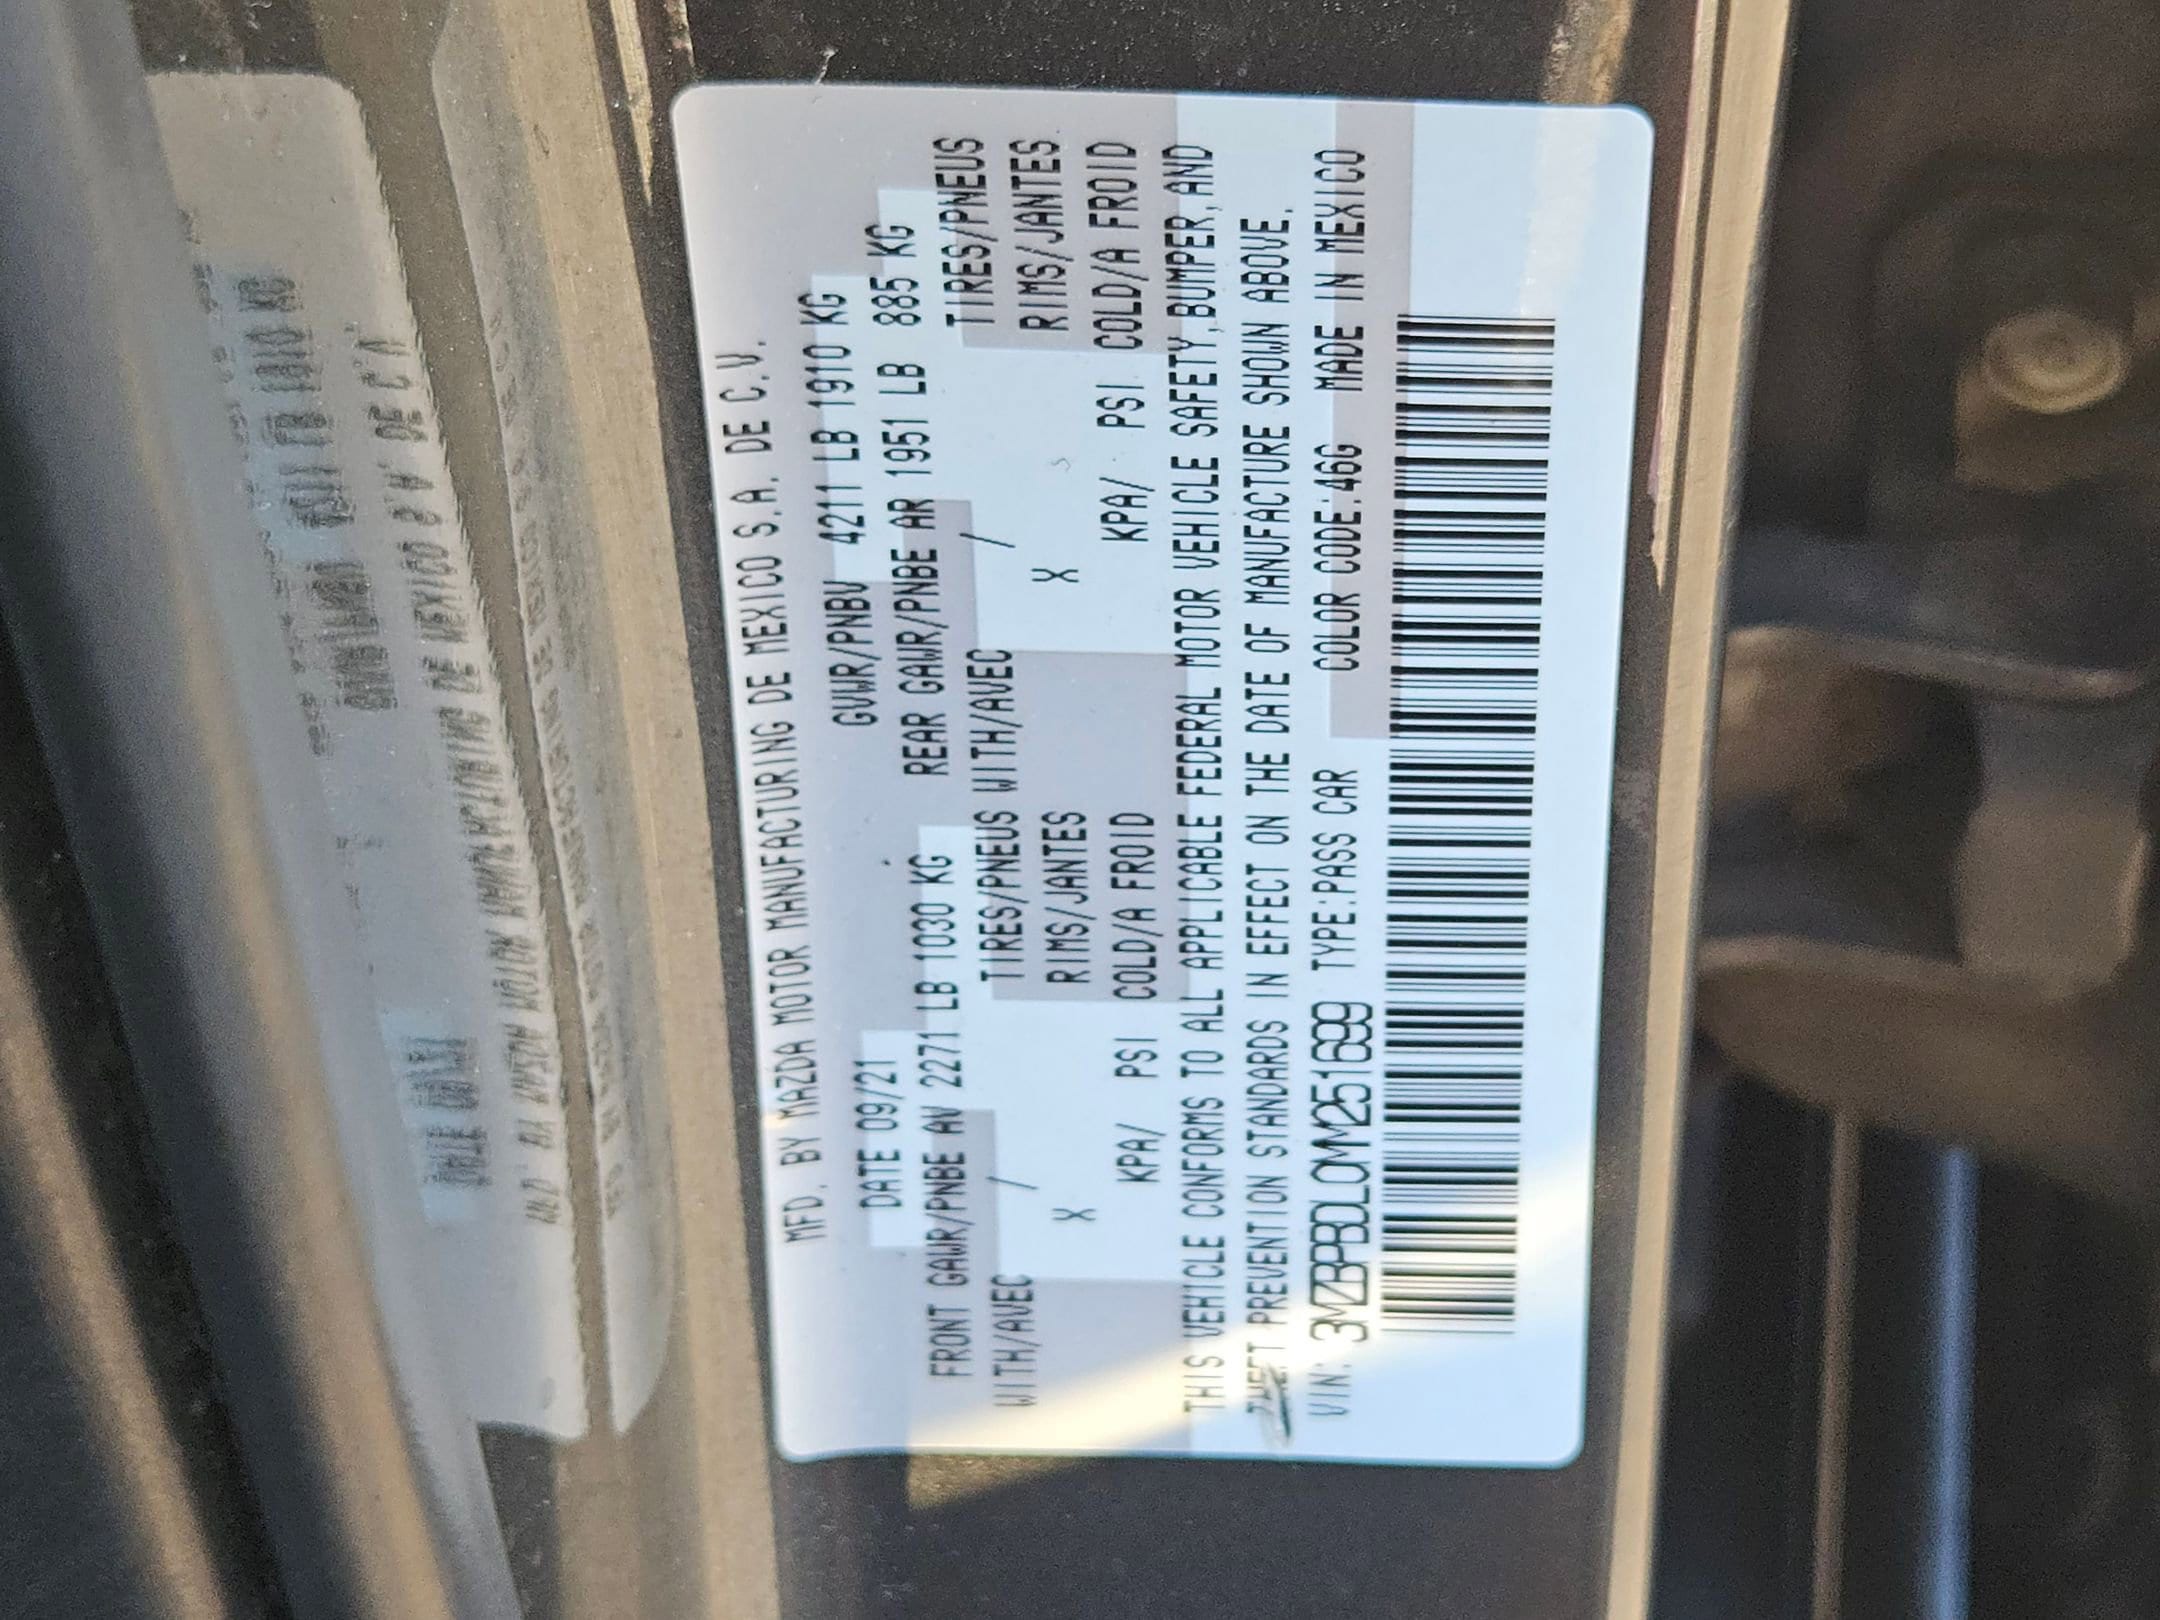 MFD. BY MAZDA MOTOR MANUFACTURING DE MEXICO S.A. DE C.V.
DATE 09/21 GVWR/PNBV 4211 LB 1910 KG
FRONT GAWR/PNBE AV 2271 LB 1030 KG REAR GAWR/PNBE AR 1951 LB 885 KG
WITH/AVEC / TIRES/PNEUS WITH/AVEC / TIRES/PNEUS
X RIMS/JANTES X RIMS/JANTES
KPA/ PSI COLD/A FROID KPA/ PSI COLD/A FROID
THIS VEHICLE CONFORMS TO ALL APPLICABLE FEDERAL MOTOR VEHICLE SAFETY,BUMPER,AND
THEFT PREVENTION STANDARDS IN EFFECT ON THE DATE OF MANUFACTURE SHOWN ABOVE.
VIN: 3MZBPBDL0MM251699 TYPE:PASS CAR COLOR CODE:46G MADE IN MEXICO